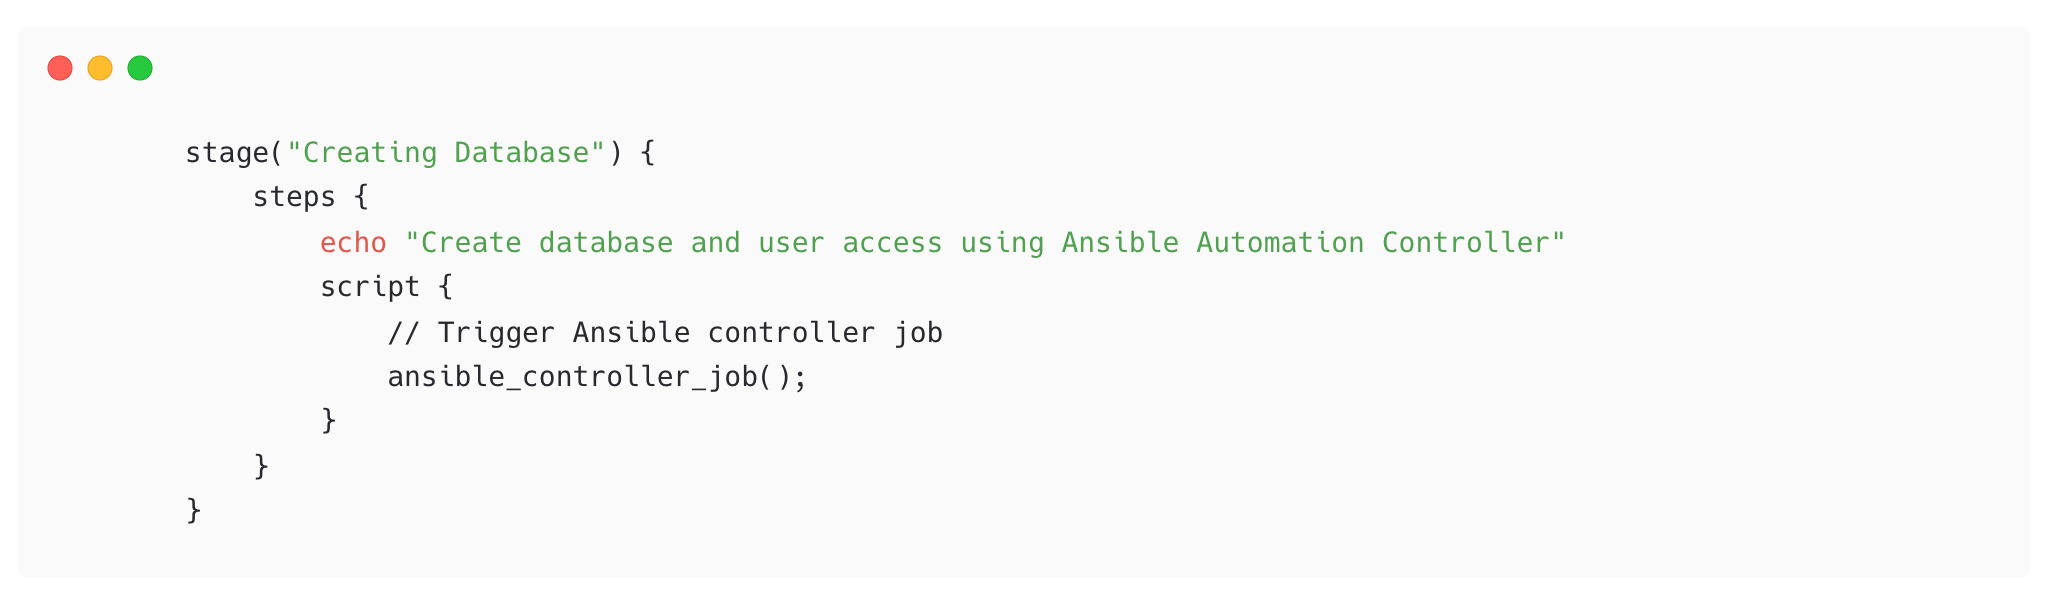 stage("Creating Database") {
    steps {
        echo "Create database and user access using Ansible Automation Controller"
        script {
            // Trigger Ansible controller job
            ansible_controller_job();
        }
    }
}